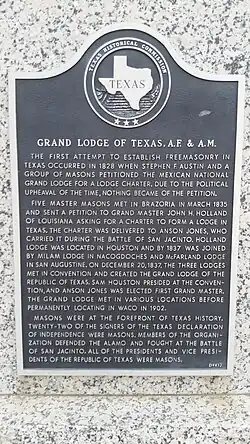 TEXAS HISTORICAL COMMISSION
TEXAS
GRAND LODGE OF TEXAS, A.F. & A.M.
THE FIRST ATTEMPT TO ESTABLISH FREEMASONRY IN
TEXAS OCCURRED IN 1828 WHEN STEPHEN F. AUSTIN AND A
GROUP OF MASONS PETITIONED THE MEXICAN NATIONAL
GRAND LODGE FOR A LODGE CHARTER. DUE TO THE POLITICAL
UPHEAVAL OF THE TIME, NOTHING BECAME OF THE PETITION.
FIVE MASTER MASONS MET IN BRAZORIA IN MARCH 1835
AND SENT A PETITION TO GRAND MASTER JOHN H. HOLLAND
OF LOUISIANA ASKING FOR A CHARTER TO FORM A LODGE IN
TEXAS. THE CHARTER WAS DELIVERED TO ANSON JONES, WHO
CARRIED IT DURING THE BATTLE OF SAN JACINTO. HOLLAND
LODGE WAS LOCATED IN HOUSTON AND BY 1837 WAS JOINED
BY MILAM LODGE IN NACOGDOCHES AND McFARLAND LODGE
IN SAN AUGUSTINE. ON DECEMBER 20, 1837, THE THREE LODGES
MET IN CONVENTION AND CREATED THE GRAND LODGE OF THE
REPUBLIC OF TEXAS. SAM HOUSTON PRESIDED AT THE CONVEN-
TION, AND ANSON JONES WAS ELECTED FIRST GRAND MASTER.
THE GRAND LODGE MET IN VARIOUS LOCATIONS BEFORE
PERMANENTLY LOCATING IN WACO IN 1902.
MASONS WERE AT THE FOREFRONT OF TEXAS HISTORY.
TWENTY-TWO OF THE SIGNERS OF THE TEXAS DECLARATION
OF INDEPENDENCE WERE MASONS. MEMBERS OF THE ORGANI-
ZATION DEFENDED THE ALAMO AND FOUGHT AT THE BATTLE
OF SAN JACINTO. ALL OF THE PRESIDENTS AND VICE PRESI-
DENTS OF THE REPUBLIC OF TEXAS WERE MASONS.